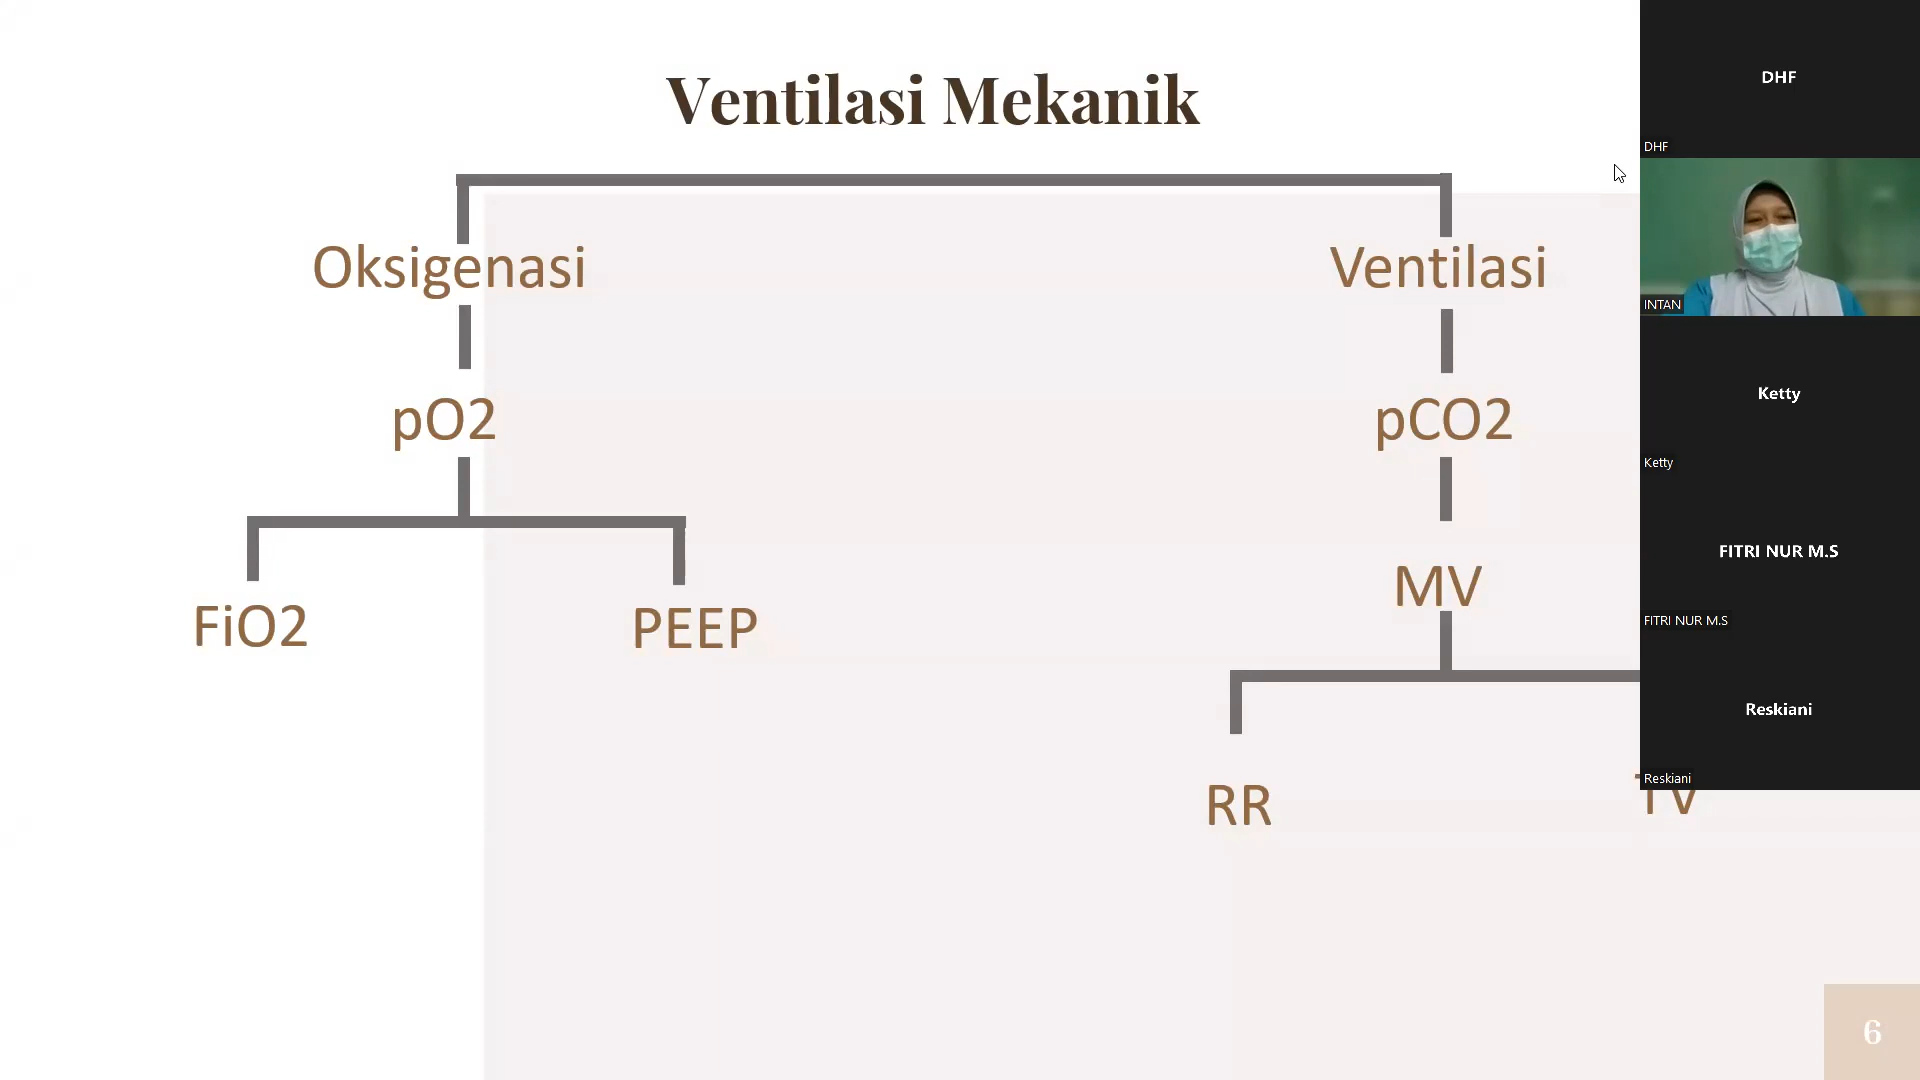 Ventilasi Mekanik
Oksigenasi
Ventilasi
pO2
pCO2
FiO2
PEEP
MV
RR
TV
6
DHF
DHF
INTAN
Ketty
Ketty
FITRI NUR M.S
FITRI NUR M.S
Reskiani
Reskiani